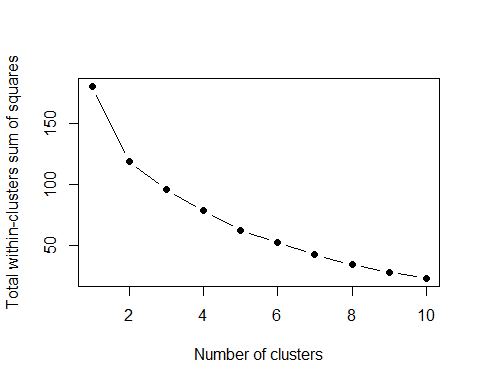 Total within-clusters sum of squares
150
100
50
2 4 6 8 10
Number of clusters